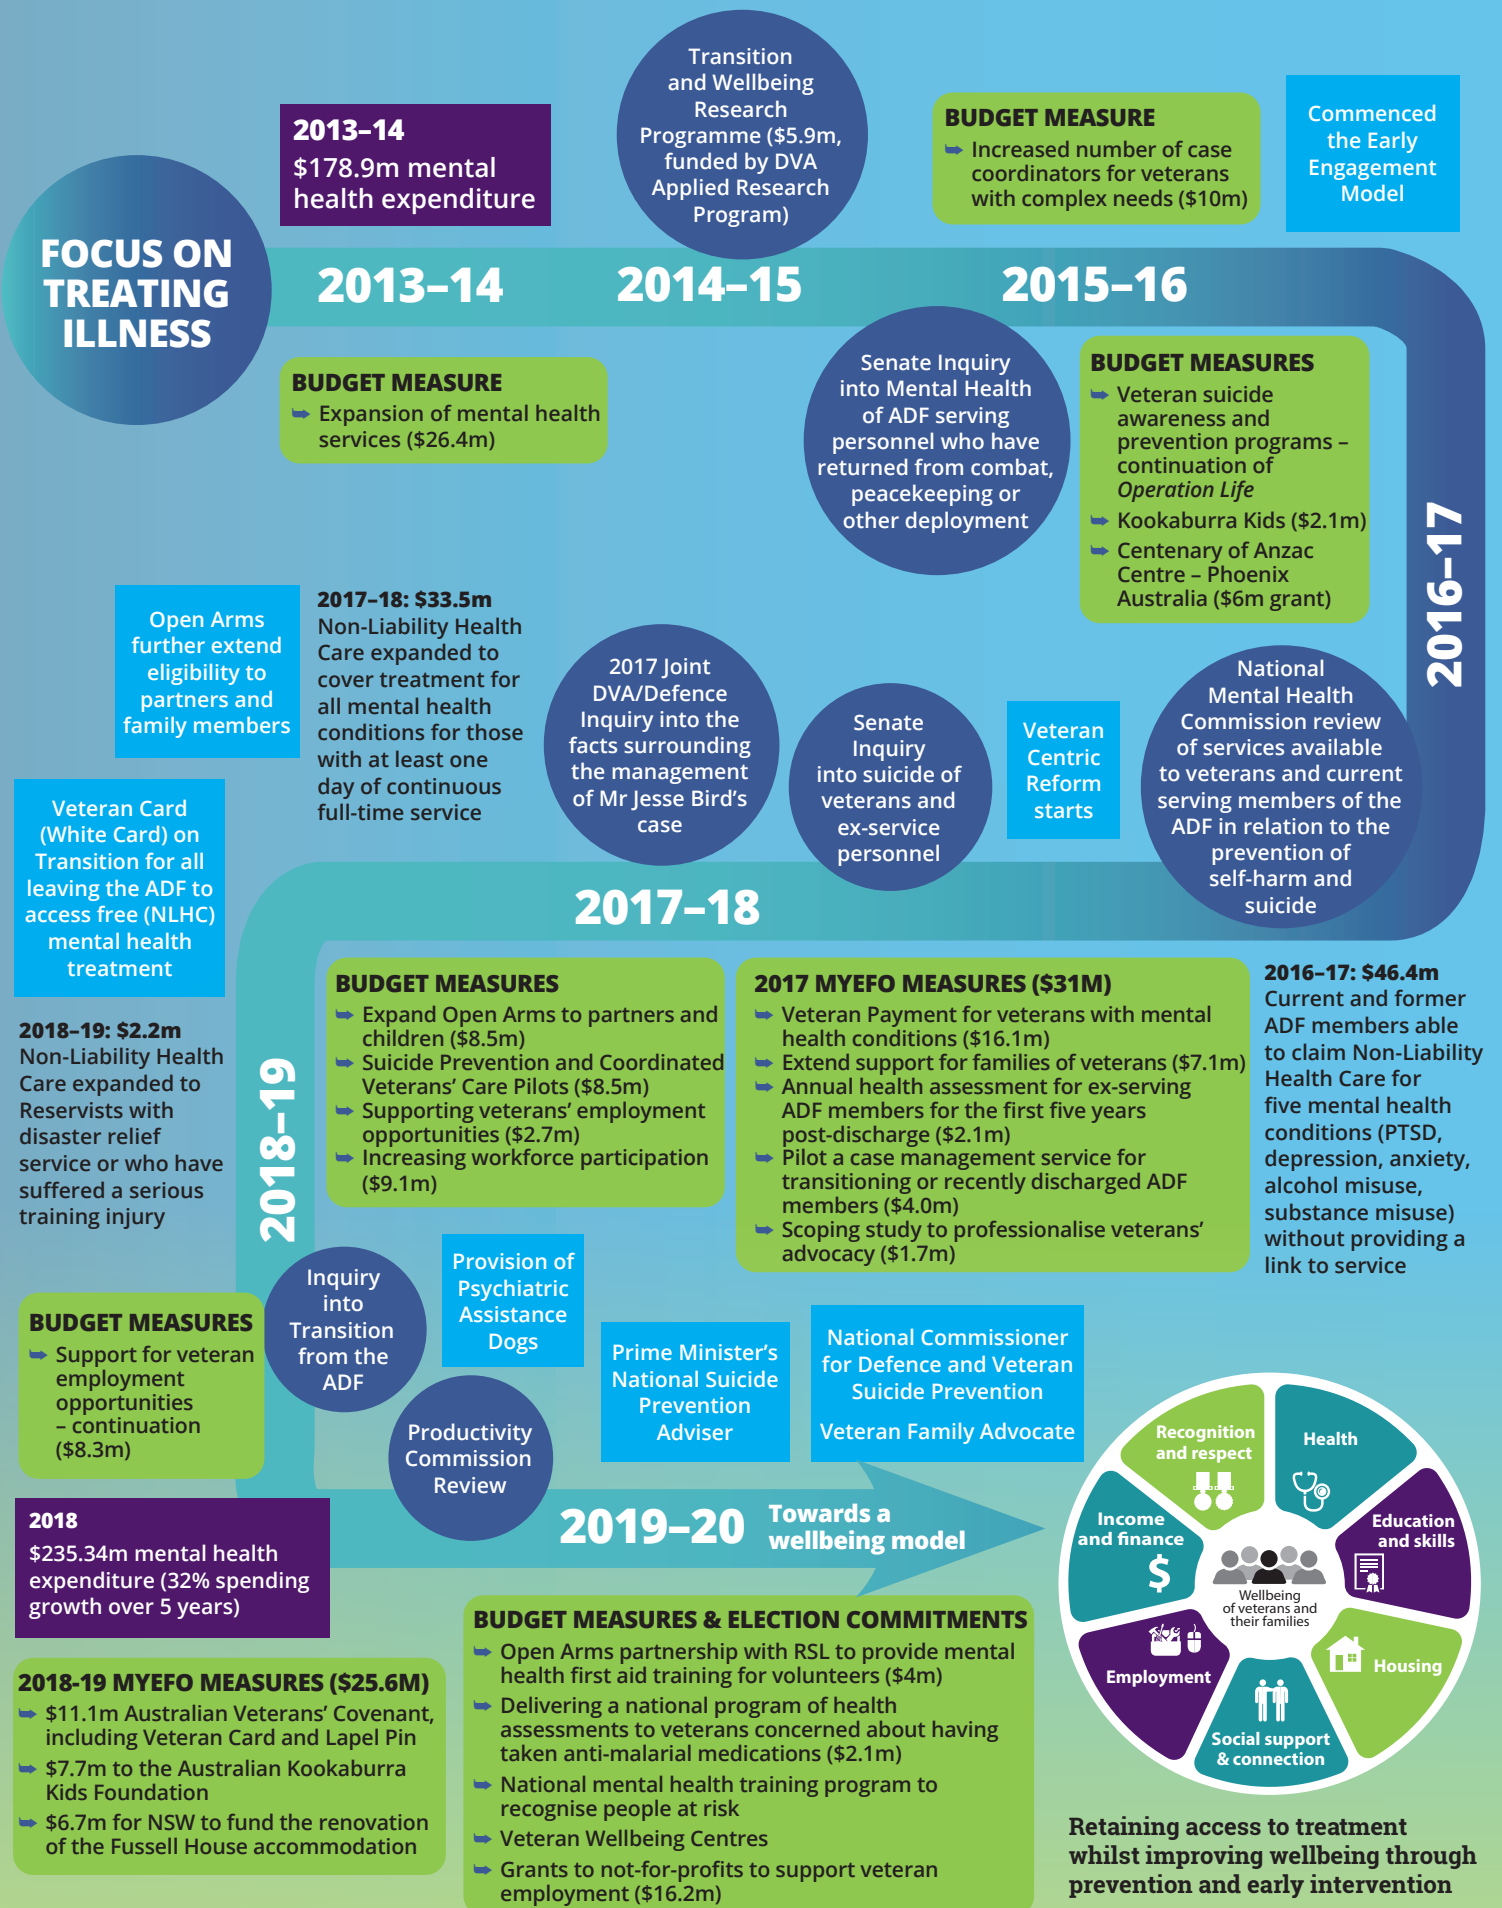 FOCUS ON
TREATING
ILLNESS
2013–14
$178.9m mental
health expenditure
Transition
and Wellbeing
Research
Programme ($5.9m,
funded by DVA
Applied Research
Program)
BUDGET MEASURE
Increased number of case
coordinators for veterans
with complex needs ($10m)
Commenced
the Early
Engagement
Model
2013–14
2014–15
2015–16
BUDGET MEASURE
Expansion of mental health
services ($26.4m)
Senate Inquiry
into Mental Health
of ADF serving
personnel who have
returned from combat,
peacekeeping or
other deployment
BUDGET MEASURES
Veteran suicide
awareness and
prevention programs –
continuation of
Operation Life
Kookaburra Kids ($2.1m)
Centenary of Anzac
Centre – Phoenix
Australia ($6m grant)
2016–17
National
Mental Health
Commission review
of services available
to veterans and current
serving members of the
ADF in relation to the
prevention of
self-harm and
suicide
Veteran
Centric
Reform
starts
Senate
Inquiry
into suicide of
veterans and
ex-service
personnel
2017 Joint
DVA/Defence
Inquiry into the
facts surrounding
the management
of Mr Jesse Bird's
case
2017–18: $33.5m
Non-Liability Health
Care expanded to
cover treatment for
all mental health
conditions for those
with at least one
day of continuous
full-time service
Open Arms
further extend
eligibility to
partners and
family members
Veteran Card
(White Card) on
Transition for all
leaving the ADF to
access free (NLHC)
mental health
treatment
2017–18
2016–17: $46.4m
Current and former
ADF members able
to claim Non-Liability
Health Care for
five mental health
conditions (PTSD,
depression, anxiety,
alcohol misuse,
substance misuse)
without providing a
link to service
2017 MYEFO MEASURES ($31M)
Veteran Payment for veterans with mental
health conditions ($16.1m)
Extend support for families of veterans ($7.1m)
Annual health assessment for ex-serving
ADF members for the first five years
post-discharge ($2.1m)
Pilot a case management service for
transitioning or recently discharged ADF
members ($4.0m)
Scoping study to professionalise veterans'
advocacy ($1.7m)
BUDGET MEASURES
Expand Open Arms to partners and
children ($8.5m)
Suicide Prevention and Coordinated
Veterans' Care Pilots ($8.5m)
Supporting veterans' employment
opportunities ($2.7m)
Increasing workforce participation
($9.1m)
2018–19
2018–19: $2.2m
Non-Liability Health
Care expanded to
Reservists with
disaster relief
service or who have
suffered a serious
training injury
BUDGET MEASURES
Support for veteran
employment
opportunities
– continuation
($8.3m)
Inquiry
into
Transition
from the
ADF
Provision of
Psychiatric
Assistance
Dogs
Productivity
Commission
Review
Prime Minister's
National Suicide
Prevention
Adviser
National Commissioner
for Defence and Veteran
Suicide Prevention
Veteran Family Advocate
2018
$235.34m mental health
expenditure (32% spending
growth over 5 years)
2018-19 MYEFO MEASURES ($25.6M)
$11.1m Australian Veterans' Covenant,
including Veteran Card and Lapel Pin
$7.7m to the Australian Kookaburra
Kids Foundation
$6.7m for NSW to fund the renovation
of the Fussell House accommodation
2019–20
Towards a
wellbeing model
BUDGET MEASURES & ELECTION COMMITMENTS
Open Arms partnership with RSL to provide mental
health first aid training for volunteers ($4m)
Delivering a national program of health
assessments to veterans concerned about having
taken anti-malarial medications ($2.1m)
National mental health training program to
recognise people at risk
Veteran Wellbeing Centres
Grants to not-for-profits to support veteran
employment ($16.2m)
Recognition
and respect
Health
Education
and skills
Housing
Social support
& connection
Employment
Income
and finance
$
Wellbeing
of veterans and
their families
Retaining access to treatment
whilst improving wellbeing through
prevention and early intervention